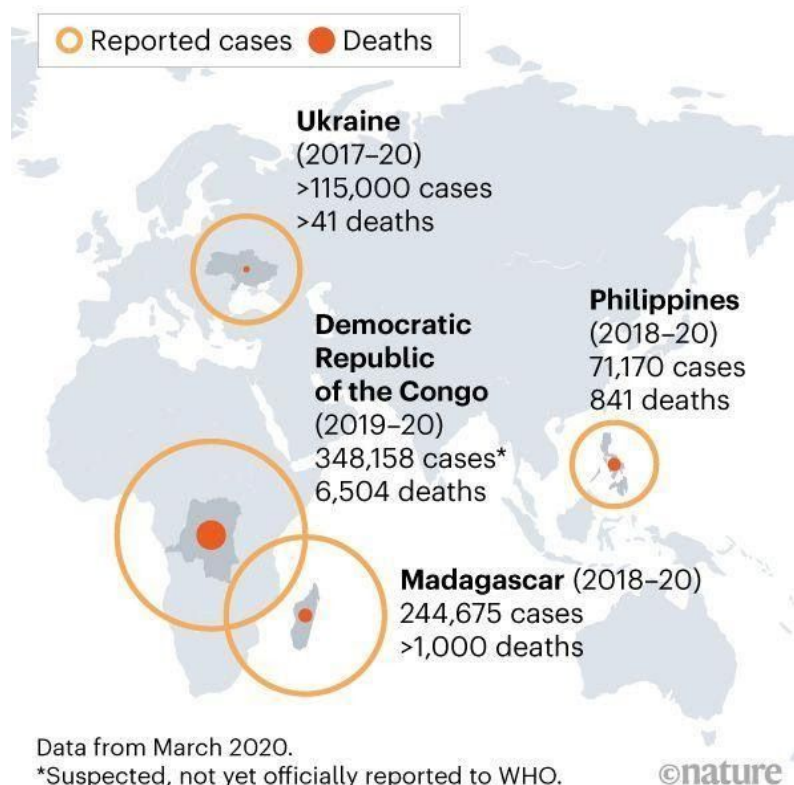 Reported cases Deaths
Ukraine
(2017–20)
>115,000 cases
>41 deaths
Philippines
(2018–20)
71,170 cases
841 deaths
Democratic
Republic
of the Congo
(2019–20)
348,158 cases*
6,504 deaths
Madagascar (2018–20)
244,675 cases
>1,000 deaths
Data from March 2020.
*Suspected, not yet officially reported to WHO.
©nature